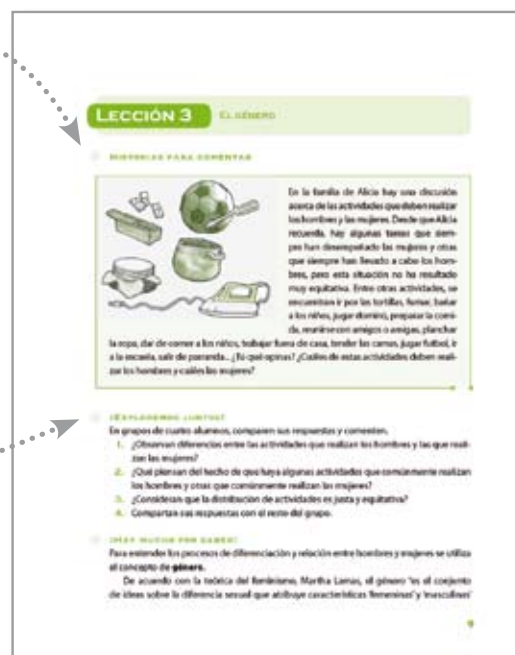 LECCIÓN 3 EL GÉNERO
HISTORIAS PARA COMENTAR
En la familia de Alicia hay una discusión
acerca de las actividades que deben realizar
los hombres y las mujeres. Desde que Alicia
recuerda, hay algunas tareas que siem-
pre han desempeñado las mujeres y otras
que siempre han llevado a cabo los hom-
bres, pero esta situación no ha resultado
muy equitativa. Entre otras actividades, se
encuentran ir por las tortillas, fumar, bañar
a los niños, jugar dominó, preparar la comi-
da, reunirse con amigos o amigas, planchar
la ropa, dar de comer a los niños, trabajar fuera de casa, tender las camas, jugar futbol, ir
a la escuela, salir de parranda... ¿Tú qué opinas? ¿Cuáles de estas actividades deben reali-
zar los hombres y cuáles las mujeres?
¡EXPLOREMOS JUNTOS!
En grupos de cuatro alumnos, comparen sus respuestas y comenten.
1. ¿Observan diferencias entre las actividades que realizan los hombres y las que reali-
zan las mujeres?
2. ¿Qué piensan del hecho de que haya algunas actividades que comúnmente realizan
los hombres y otras que comúnmente realizan las mujeres?
3. ¿Consideran que la distribución de actividades es justa y equitativa?
4. Compartan sus respuestas con el resto del grupo.
¡HAY MUCHO POR SABER!
Para entender los procesos de diferenciación y relación entre hombres y mujeres se utiliza
el concepto de género.
De acuerdo con la teórica del feminismo, Martha Lamas, el género "es el conjunto
de ideas sobre la diferencia sexual que atribuye características 'femeninas' y 'masculinas'
9